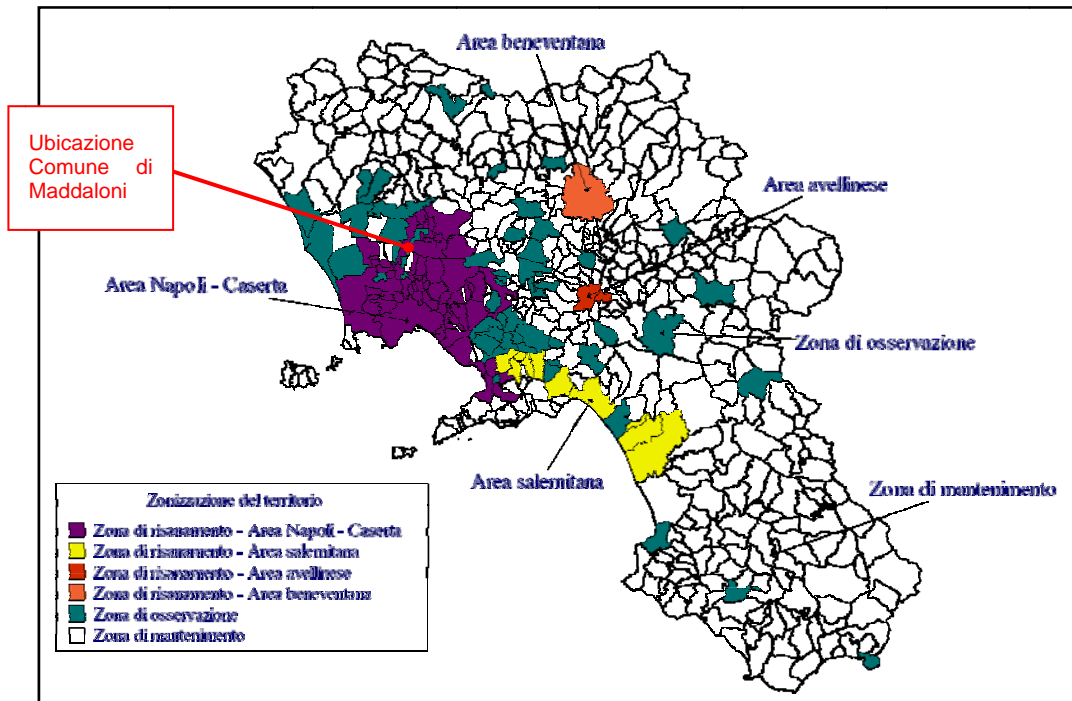 Area beneventana
Ubicazione
Comune di
Maddaloni
Area avellinese
Area Napoli - Caserta
Zona di osservazione
Area salernitana
Zona di mantenimento
Zonizzazione del territorio
Zona di risanamento - Area Napoli - Caserta
Zona di risanamento - Area salernitana
Zona di risanamento - Area avellinese
Zona di risanamento - Area beneventana
Zona di osservazione
Zona di mantenimento